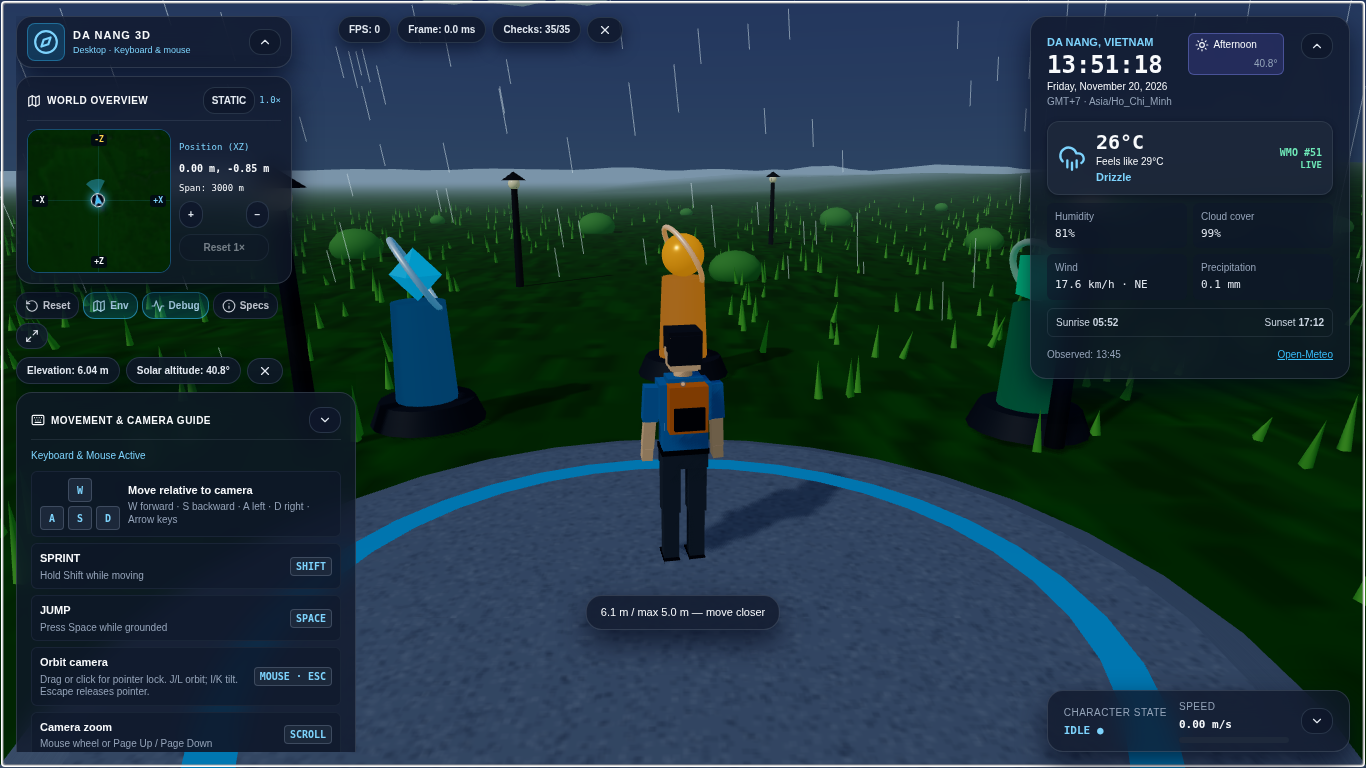 DA NANG 3D
Desktop · Keyboard & mouse
FPS: 0
Frame: 0.0 ms
Checks: 35/35
WORLD OVERVIEW
STATIC
1.0×
-Z
-X
+X
+Z
Position (XZ)
0.00 m, -0.85 m
Span: 3000 m
+
−
Reset 1×
Reset
Env
Debug
Specs
Elevation: 6.04 m
Solar altitude: 40.8°
MOVEMENT & CAMERA GUIDE
Keyboard & Mouse Active
W
A S D
Move relative to camera
W forward · S backward · A left · D right ·
Arrow keys
SPRINT
Hold Shift while moving
SHIFT
JUMP
Press Space while grounded
SPACE
Orbit camera
Drag or click for pointer lock. J/L orbit; I/K tilt.
Escape releases pointer.
MOUSE · ESC
Camera zoom
Mouse wheel or Page Up / Page Down
SCROLL
6.1 m / max 5.0 m — move closer
DA NANG, VIETNAM
13:51:18
Friday, November 20, 2026
GMT+7 · Asia/Ho_Chi_Minh
Afternoon
40.8°
26°C
Feels like 29°C
Drizzle
WMO #51
LIVE
Humidity
81%
Cloud cover
99%
Wind
17.6 km/h · NE
Precipitation
0.1 mm
Sunrise 05:52
Sunset 17:12
Observed: 13:45
Open-Meteo
CHARACTER STATE
IDLE
SPEED
0.00 m/s